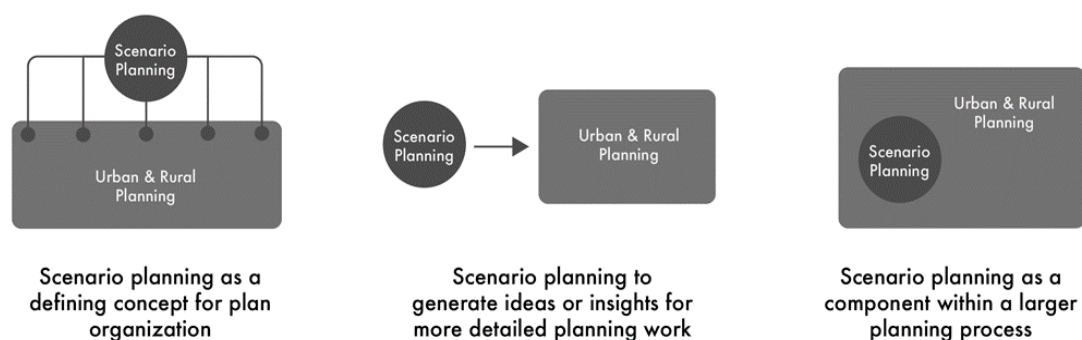 Scenario
Planning
Urban & Rural
Planning
Scenario planning as a
defining concept for plan
organization
Scenario
Planning
Urban & Rural
Planning
Scenario planning to
generate ideas or insights for
more detailed planning work
Urban & Rural
Planning
Scenario
Planning
Scenario planning as a
component within a larger
planning process